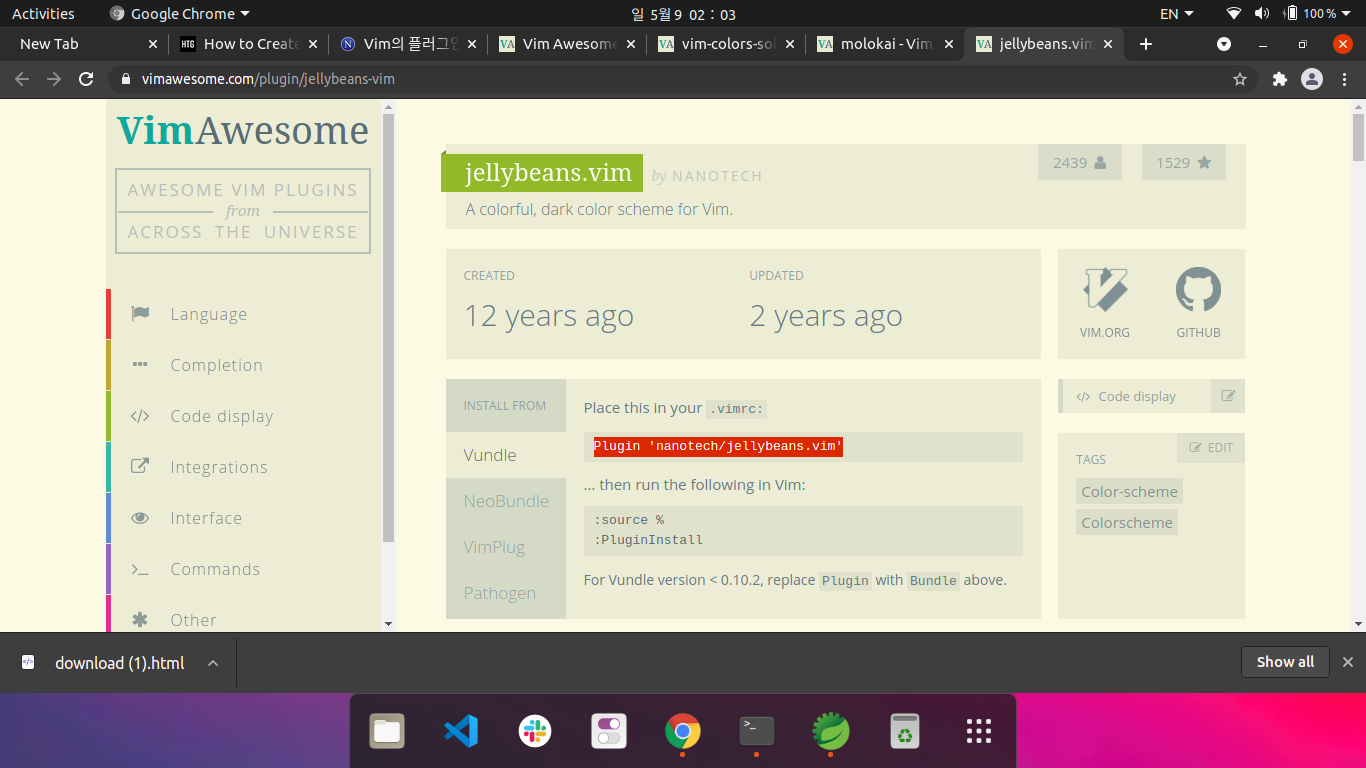 Activities
Google Chrome
일 5월 9 02 : 03
EN
100 %
New Tab
HTG
How to Create
N
Vim의 플러그인
VA
Vim Awesome
VA
vim-colors-sol
VA
molokai - Vim
VA
jellybeans.vim
vimawesome.com/plugin/jellybeans-vim
VimAwesome
AWESOME VIM PLUGINS
from
ACROSS THE UNIVERSE
Language
Completion
Code display
Integrations
Interface
Commands
Other
jellybeans.vim by NANOTECH
2439
1529
A colorful, dark color scheme for Vim.
CREATED
12 years ago
UPDATED
2 years ago
VIM.ORG
GITHUB
INSTALL FROM
Vundle
NeoBundle
VimPlug
Pathogen
Place this in your .vimrc:
Plugin 'nanotech/jellybeans.vim'
... then run the following in Vim:
:source %
:PluginInstall
For Vundle version < 0.10.2, replace Plugin with Bundle above.
Code display
EDIT
TAGS
Color-scheme
Colorscheme
download (1).html
Show all